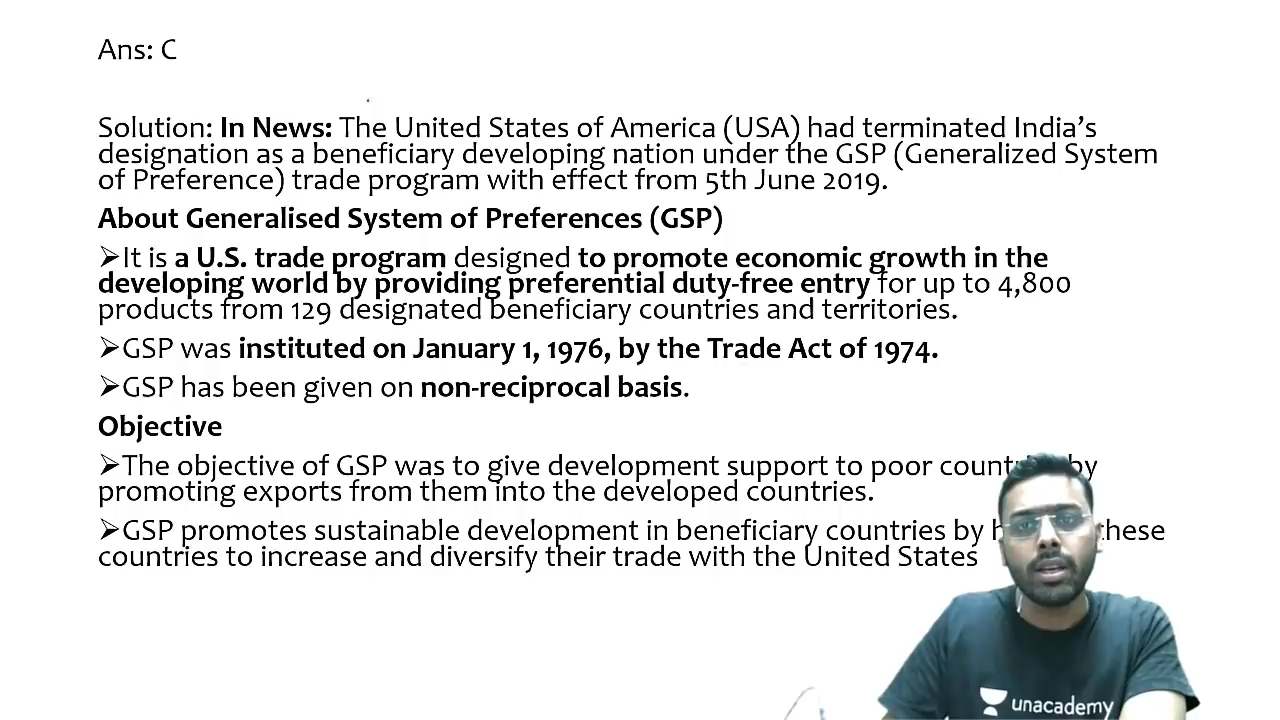 Ans: C
Solution: In News: The United States of America (USA) had terminated India’s
designation as a beneficiary developing nation under the GSP (Generalized System
of Preference) trade program with effect from 5th June 2019.
About Generalised System of Preferences (GSP)
➢It is a U.S. trade program designed to promote economic growth in the
developing world by providing preferential duty-free entry for up to 4,800
products from 129 designated beneficiary countries and territories.
➢GSP was instituted on January 1, 1976, by the Trade Act of 1974.
➢GSP has been given on non-reciprocal basis.
Objective
➢The objective of GSP was to give development support to poor by
promoting exports from them into the developed countries.
➢GSP promotes sustainable development in beneficiary countries by these
countries to increase and diversify their trade with the United States
unacademy